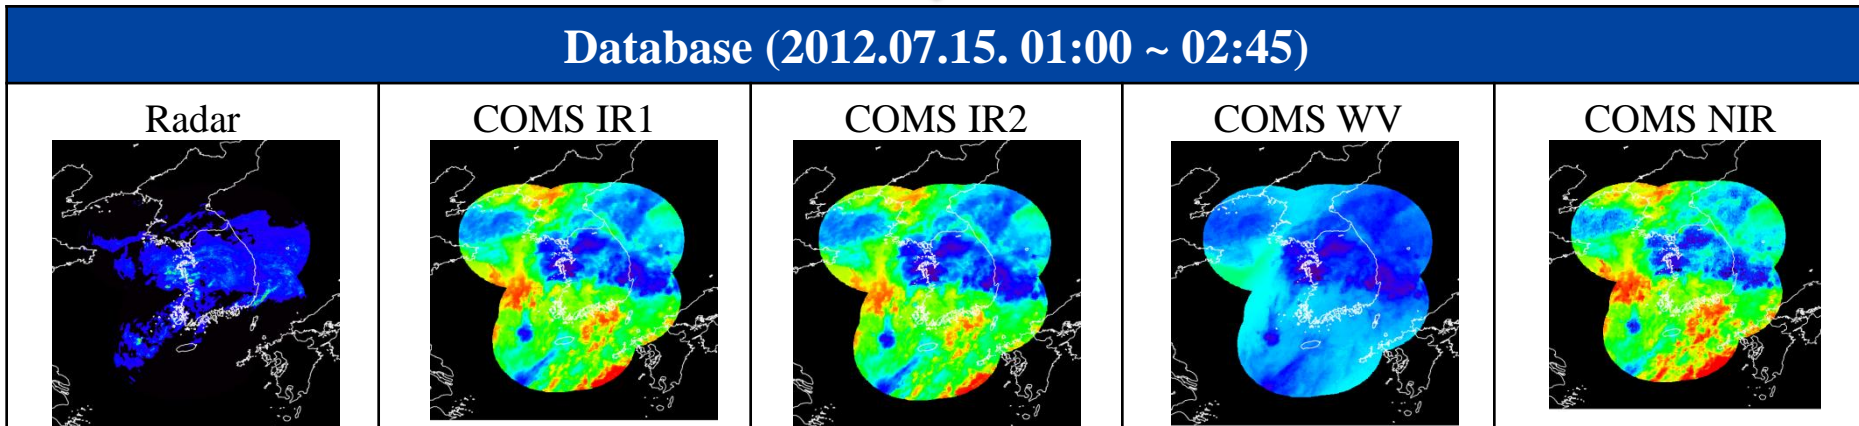 Database (2012.07.15. 01:00 ~ 02:45)
Radar
COMS IR1
COMS IR2
COMS WV
COMS NIR